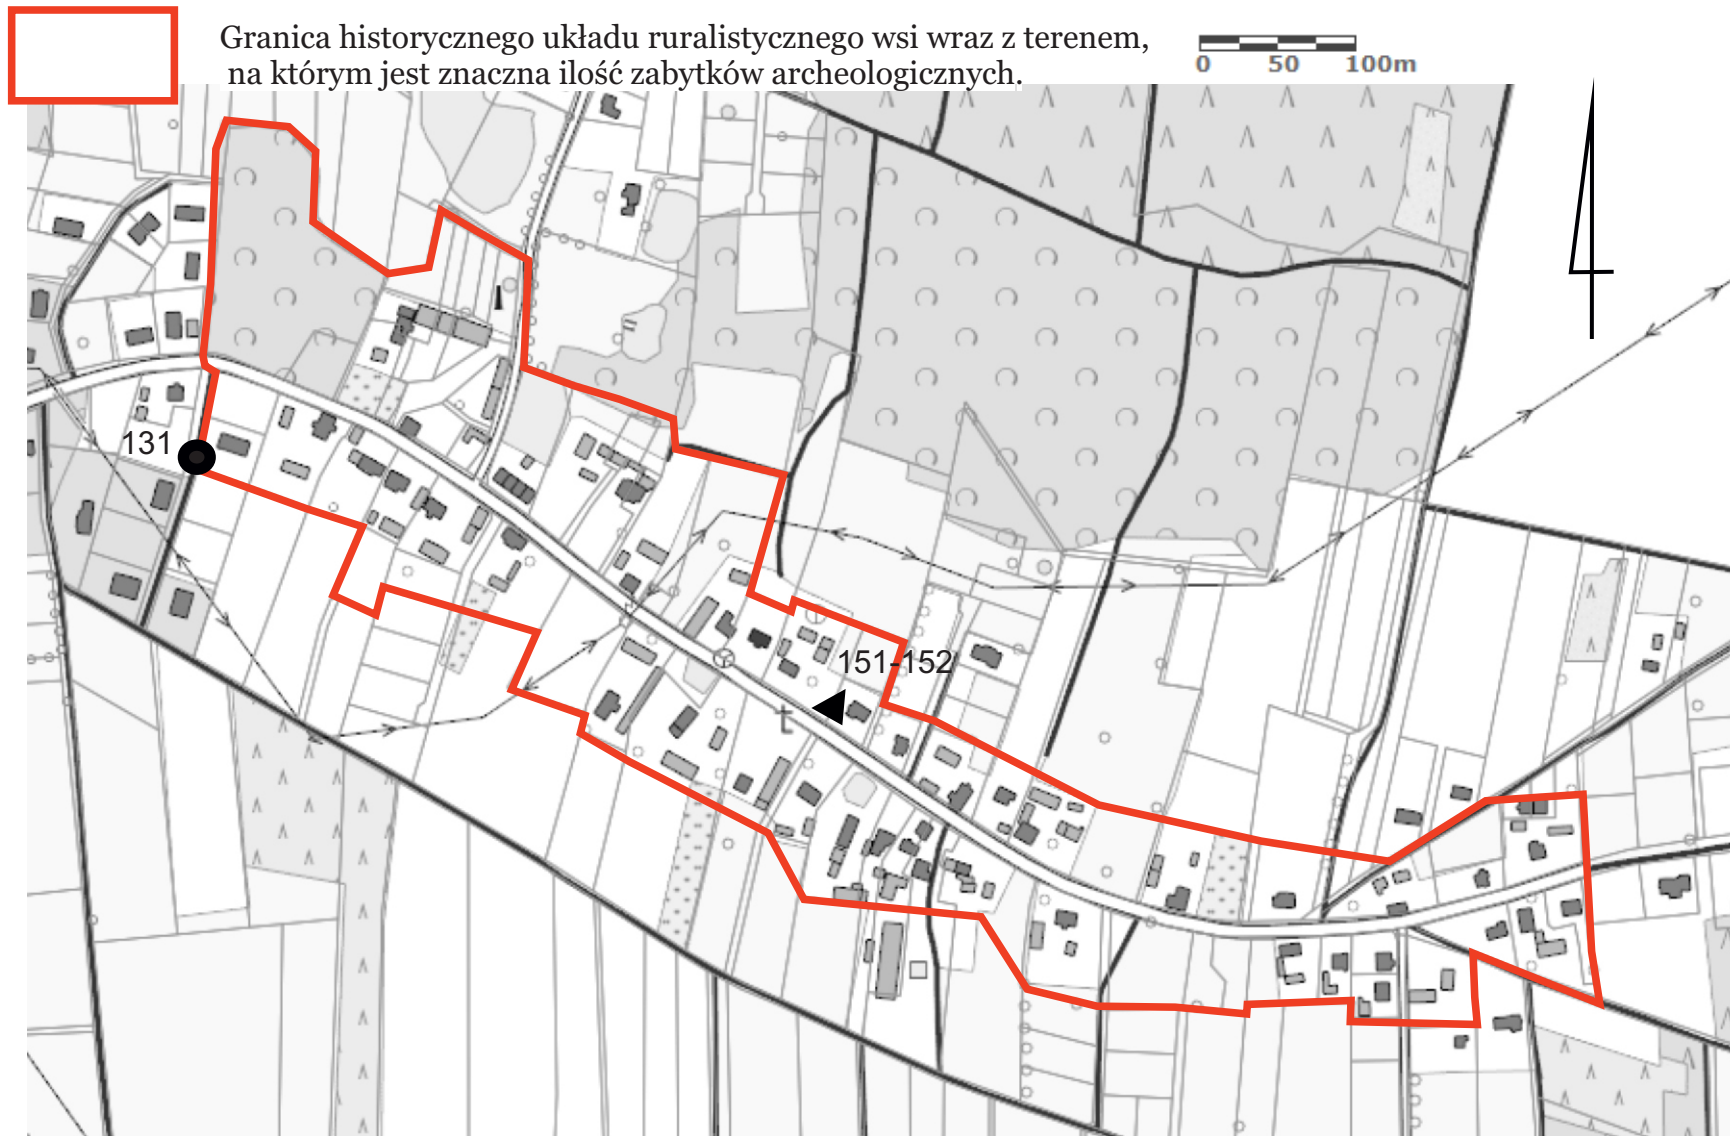 Granica historycznego układu ruralistycznego wsi wraz z terenem,
na którym jest znaczna ilość zabytków archeologicznych.
0 50 100m
131
151-152